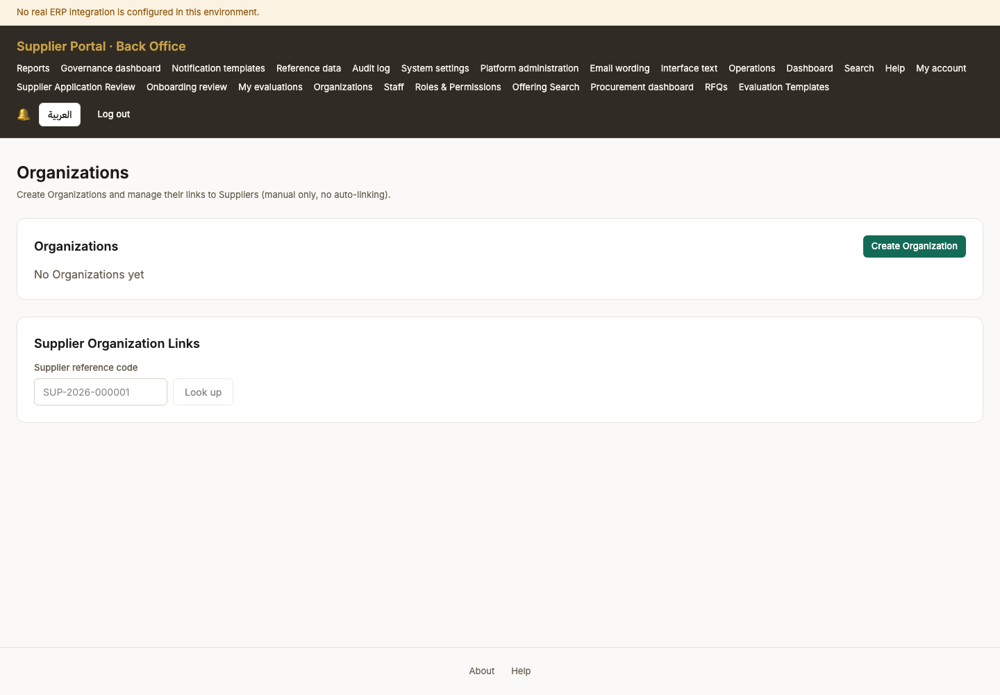 No real ERP integration is configured in this environment.
Supplier Portal · Back Office
Reports Governance dashboard Notification templates Reference data Audit log System settings Platform administration Email wording Interface text Operations Dashboard Search Help My account
Supplier Application Review Onboarding review My evaluations Organizations Staff Roles & Permissions Offering Search Procurement dashboard RFQs Evaluation Templates
العربية Log out
Organizations
Create Organizations and manage their links to Suppliers (manual only, no auto-linking).
Organizations Create Organization
No Organizations yet
Supplier Organization Links
Supplier reference code
SUP-2026-000001 Look up
About Help